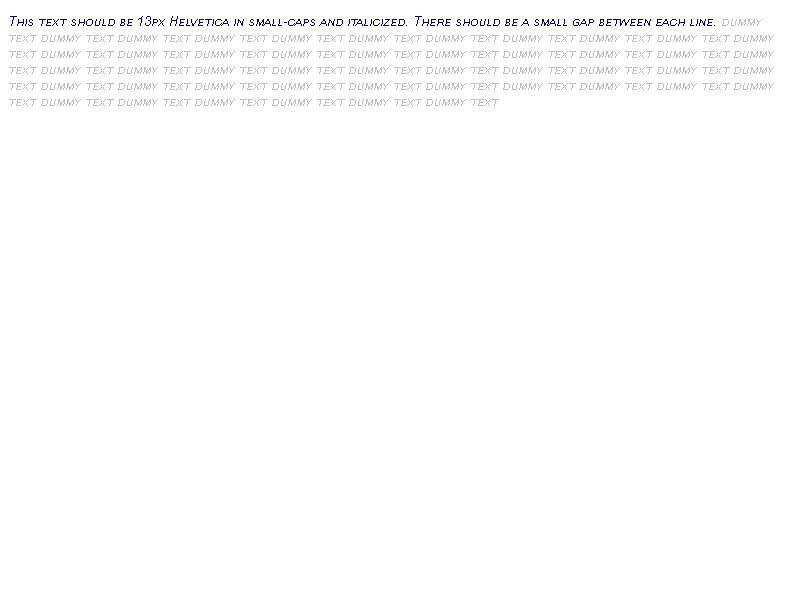 This text should be 13px Helvetica in small-caps and italicized. There should be a small gap between each line. dummy
text dummy text dummy text dummy text dummy text dummy text dummy text dummy text dummy text dummy text dummy
text dummy text dummy text dummy text dummy text dummy text dummy text dummy text dummy text dummy text dummy
text dummy text dummy text dummy text dummy text dummy text dummy text dummy text dummy text dummy text dummy
text dummy text dummy text dummy text dummy text dummy text dummy text dummy text dummy text dummy text dummy
text dummy text dummy text dummy text dummy text dummy text dummy text